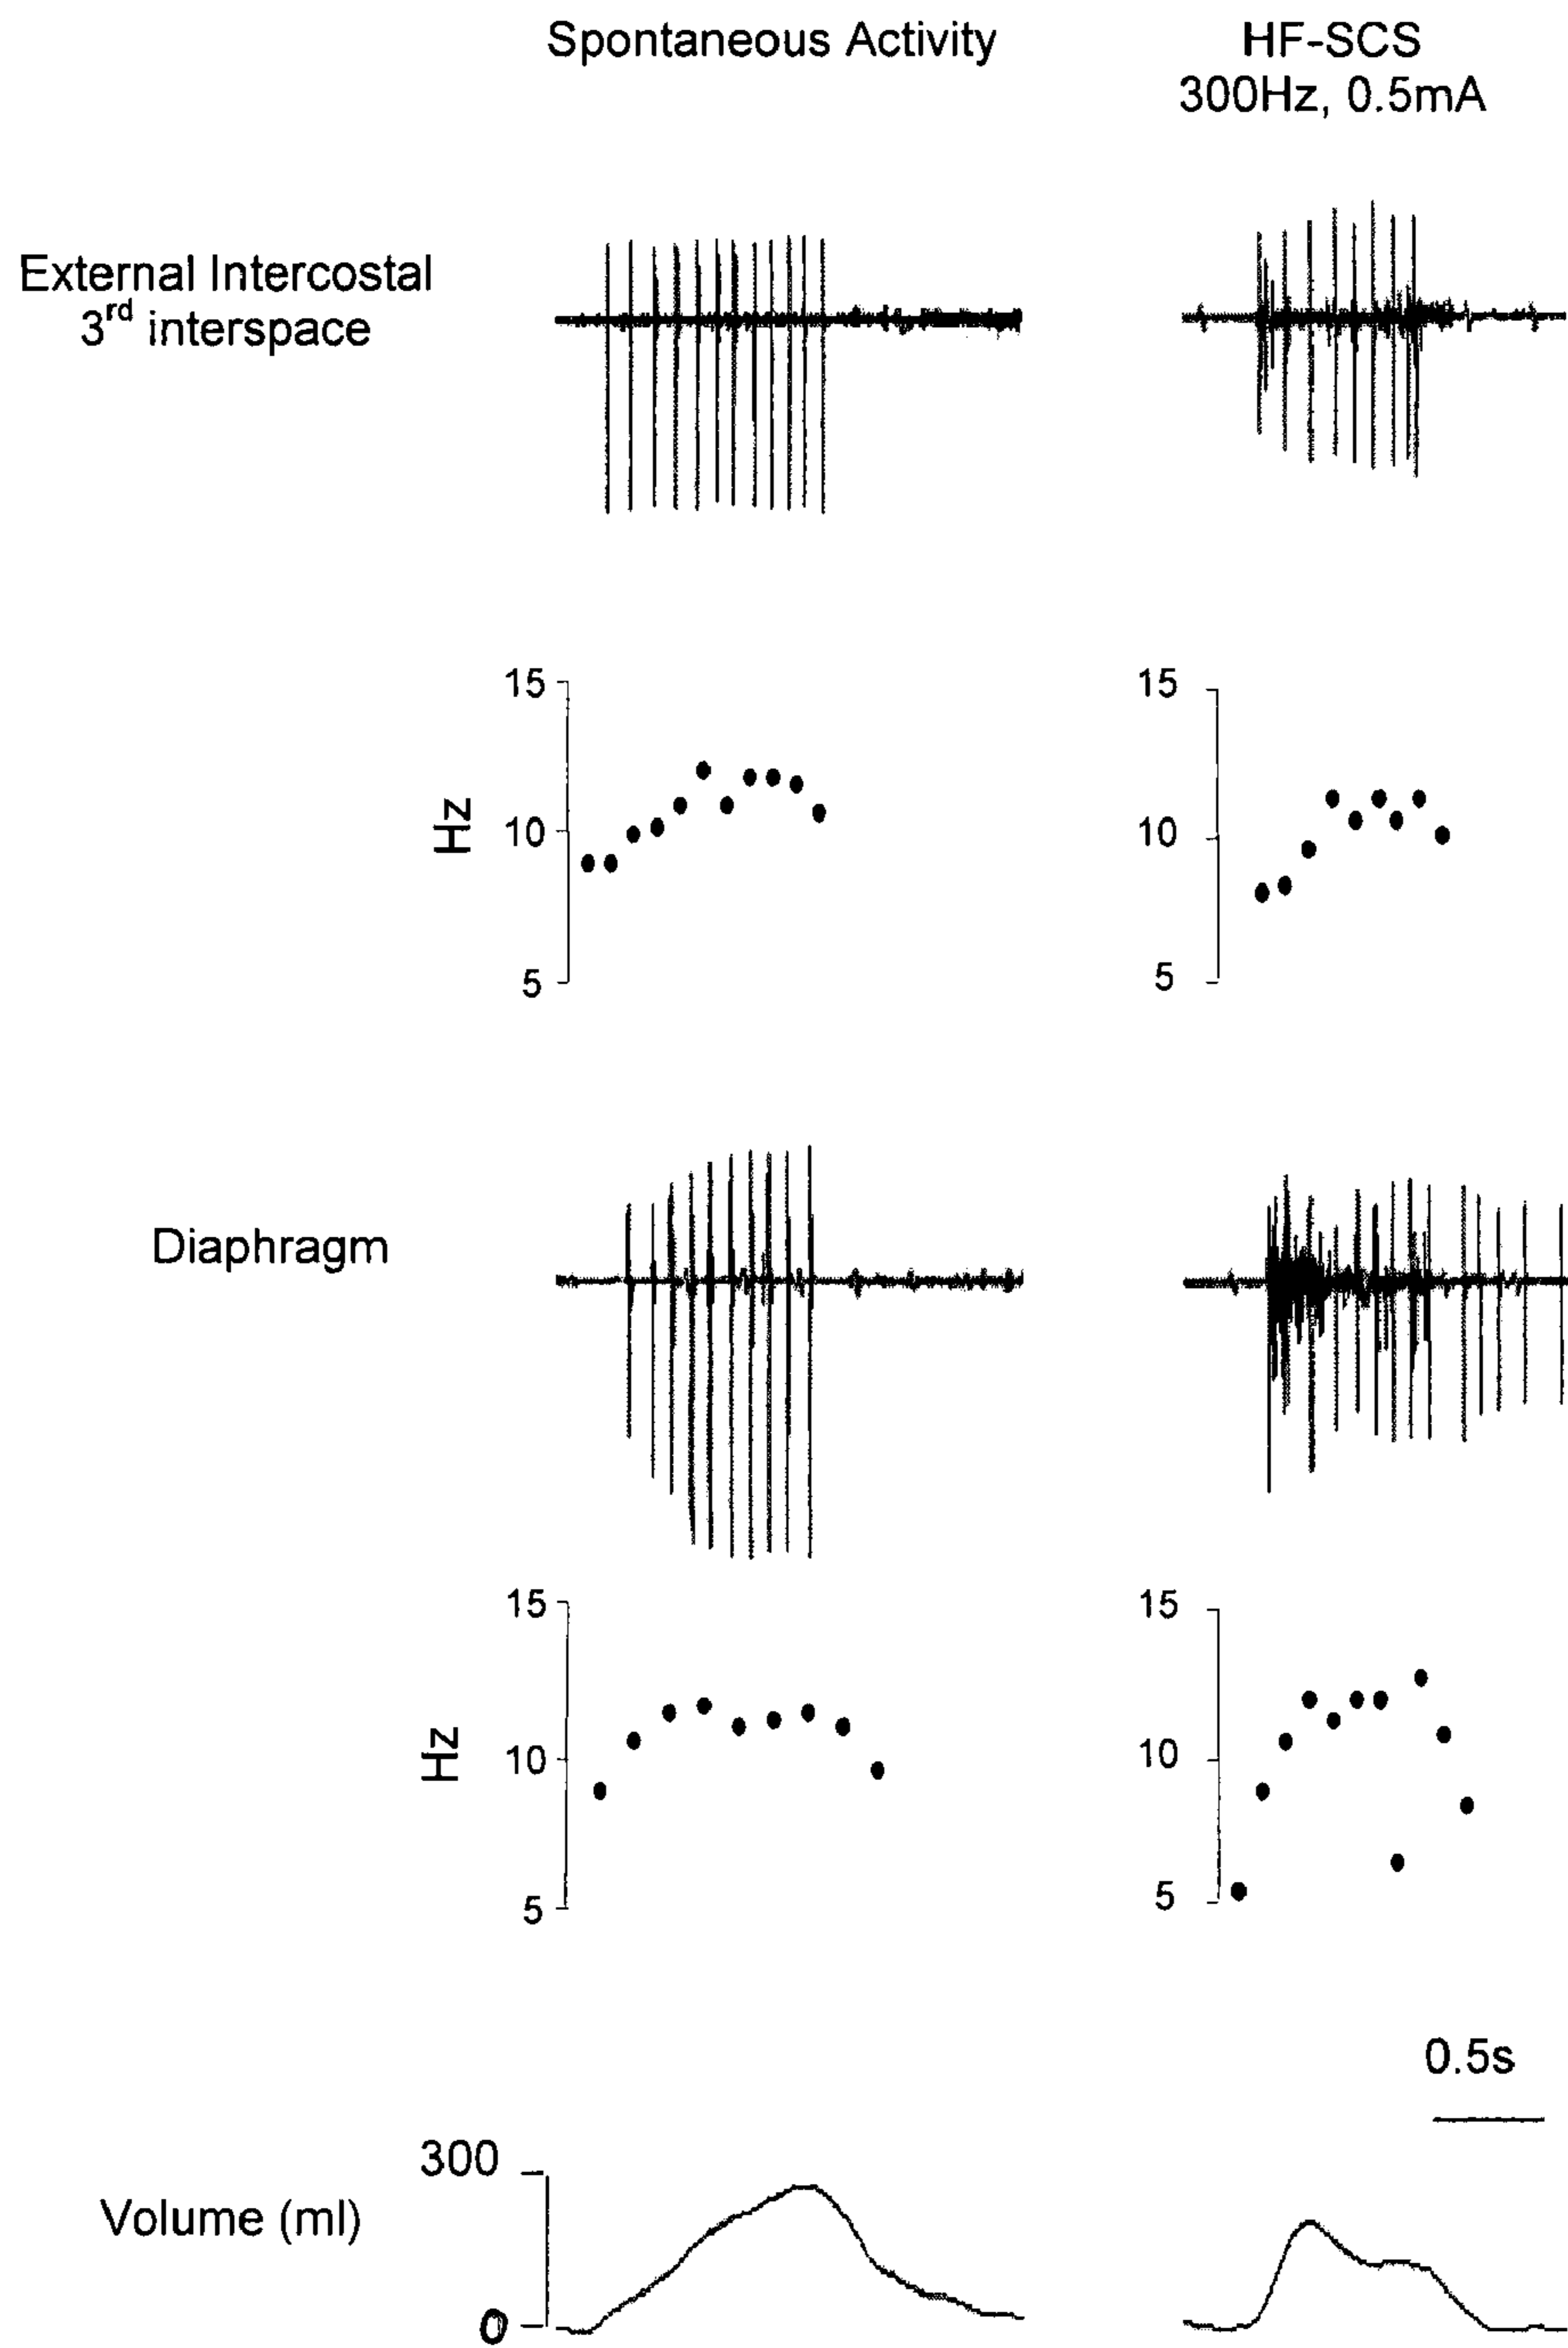 Spontaneous Activity
HF-SCS
300Hz, 0.5mA
External Intercostal
3rd interspace
15
10
5
Hz
15
10
5
Diaphragm
15
10
5
Hz
15
10
5
0.5s
300
0
Volume (ml)